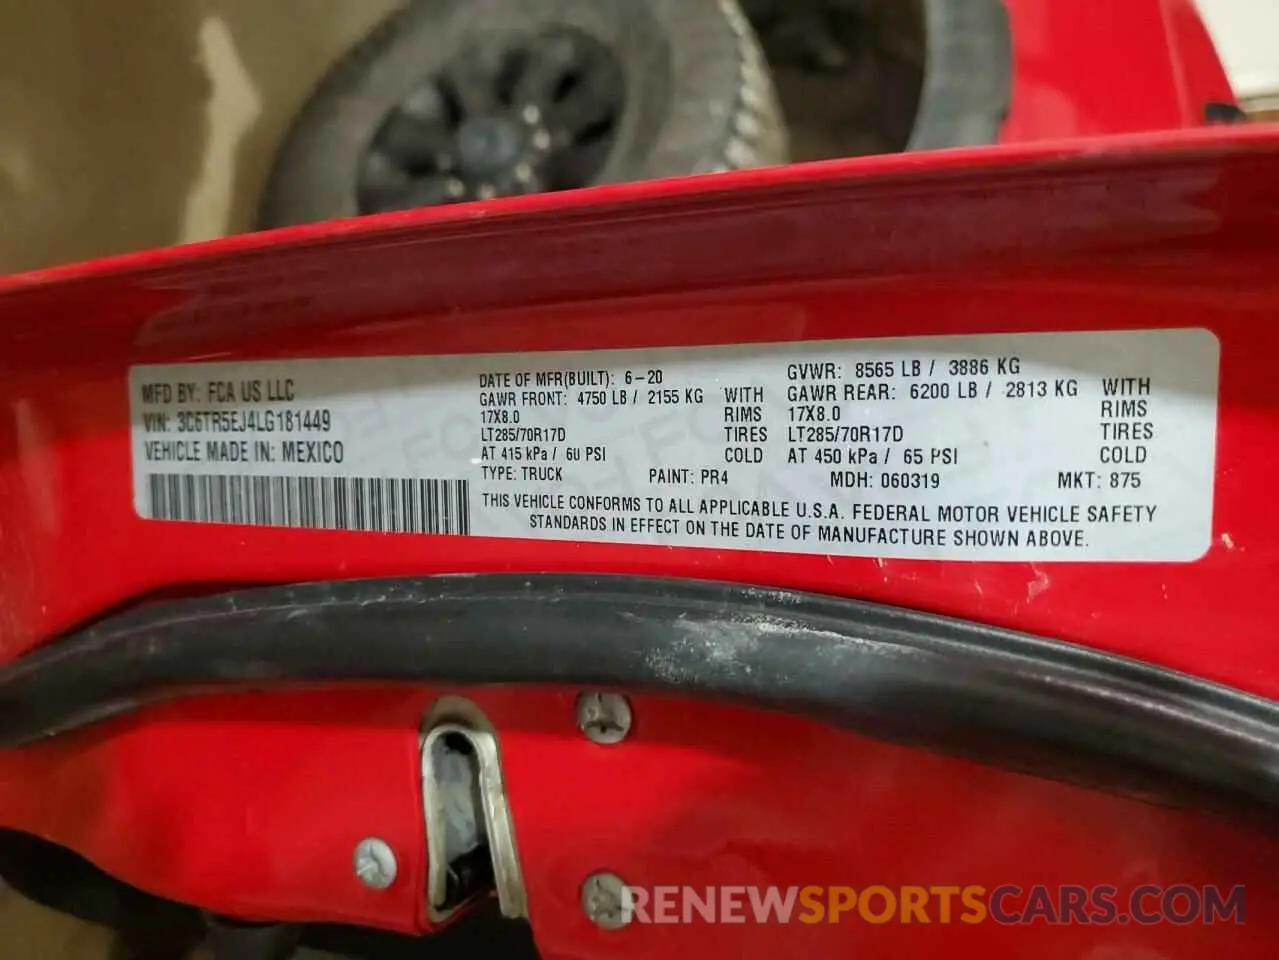 MFD BY: FCA US LLC
VIN: 3C6TR5EJ4LG181449
VEHICLE MADE IN: MEXICO
DATE OF MFR(BUILT): 6-20
GAWR FRONT: 4750 LB / 2155 KG WITH
17X8.0 RIMS
LT285/70R17D TIRES
AT 415 kPa / 60 PSI COLD
GVWR: 8565 LB / 3886 KG
GAWR REAR: 6200 LB / 2813 KG WITH
17X8.0 RIMS
LT285/70R17D TIRES
AT 450 kPa / 65 PSI COLD
TYPE: TRUCK PAINT: PR4 MDH: 060319 MKT: 875
THIS VEHICLE CONFORMS TO ALL APPLICABLE U.S.A. FEDERAL MOTOR VEHICLE SAFETY
STANDARDS IN EFFECT ON THE DATE OF MANUFACTURE SHOWN ABOVE.
RENEWSPORTSCARS.COM